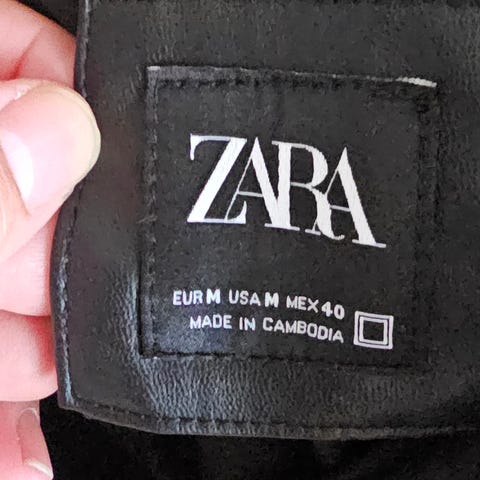 ZARA
EUR M USA M MEX 40
MADE IN CAMBODIA